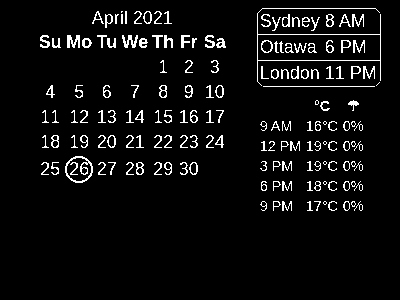 April 2021
Su Mo Tu We Th Fr Sa
1 2 3
4 5 6 7 8 9 10
11 12 13 14 15 16 17
18 19 20 21 22 23 24
25 26 27 28 29 30
Sydney 8 AM
Ottawa 6 PM
London 11 PM
°C ☂
9 AM 16°C 0%
12 PM 19°C 0%
3 PM 19°C 0%
6 PM 18°C 0%
9 PM 17°C 0%